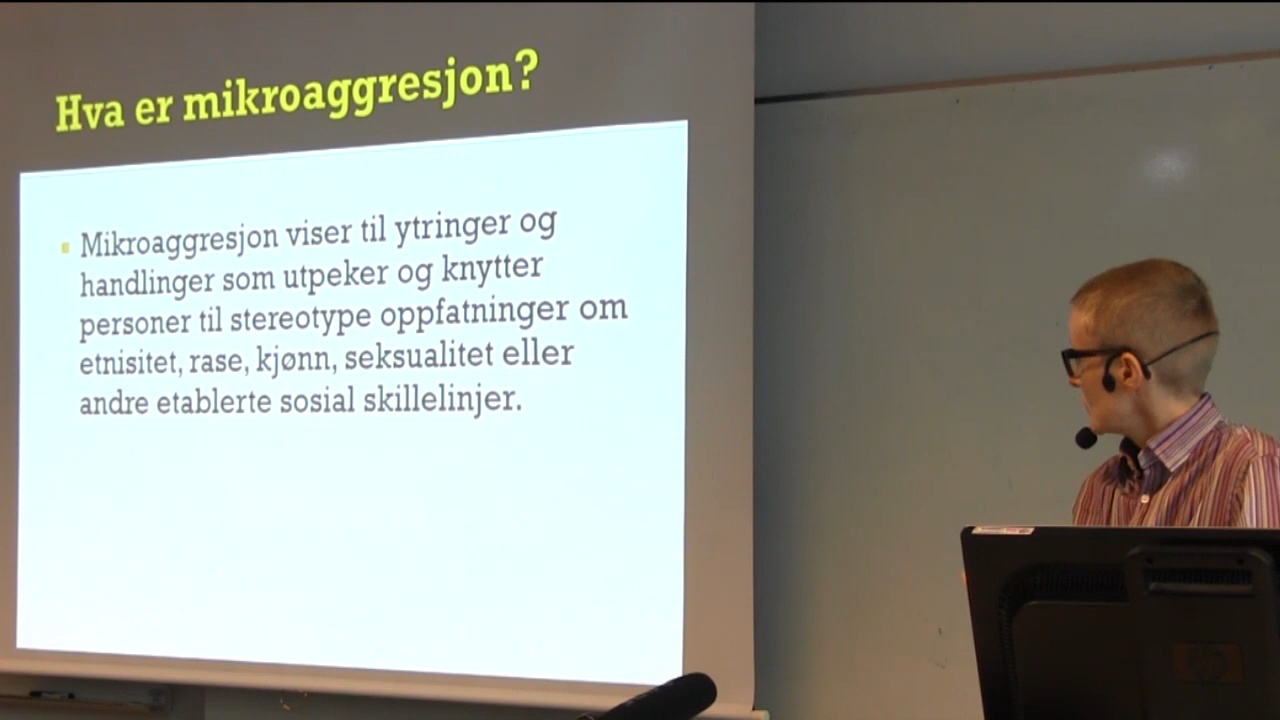 Hva er mikroaggresjon?
Mikroaggresjon viser til ytringer og
handlinger som utpeker og knytter
personer til stereotype oppfatninger om
etnisitet, rase, kjønn, seksualitet eller
andre etablerte sosial skillelinjer.